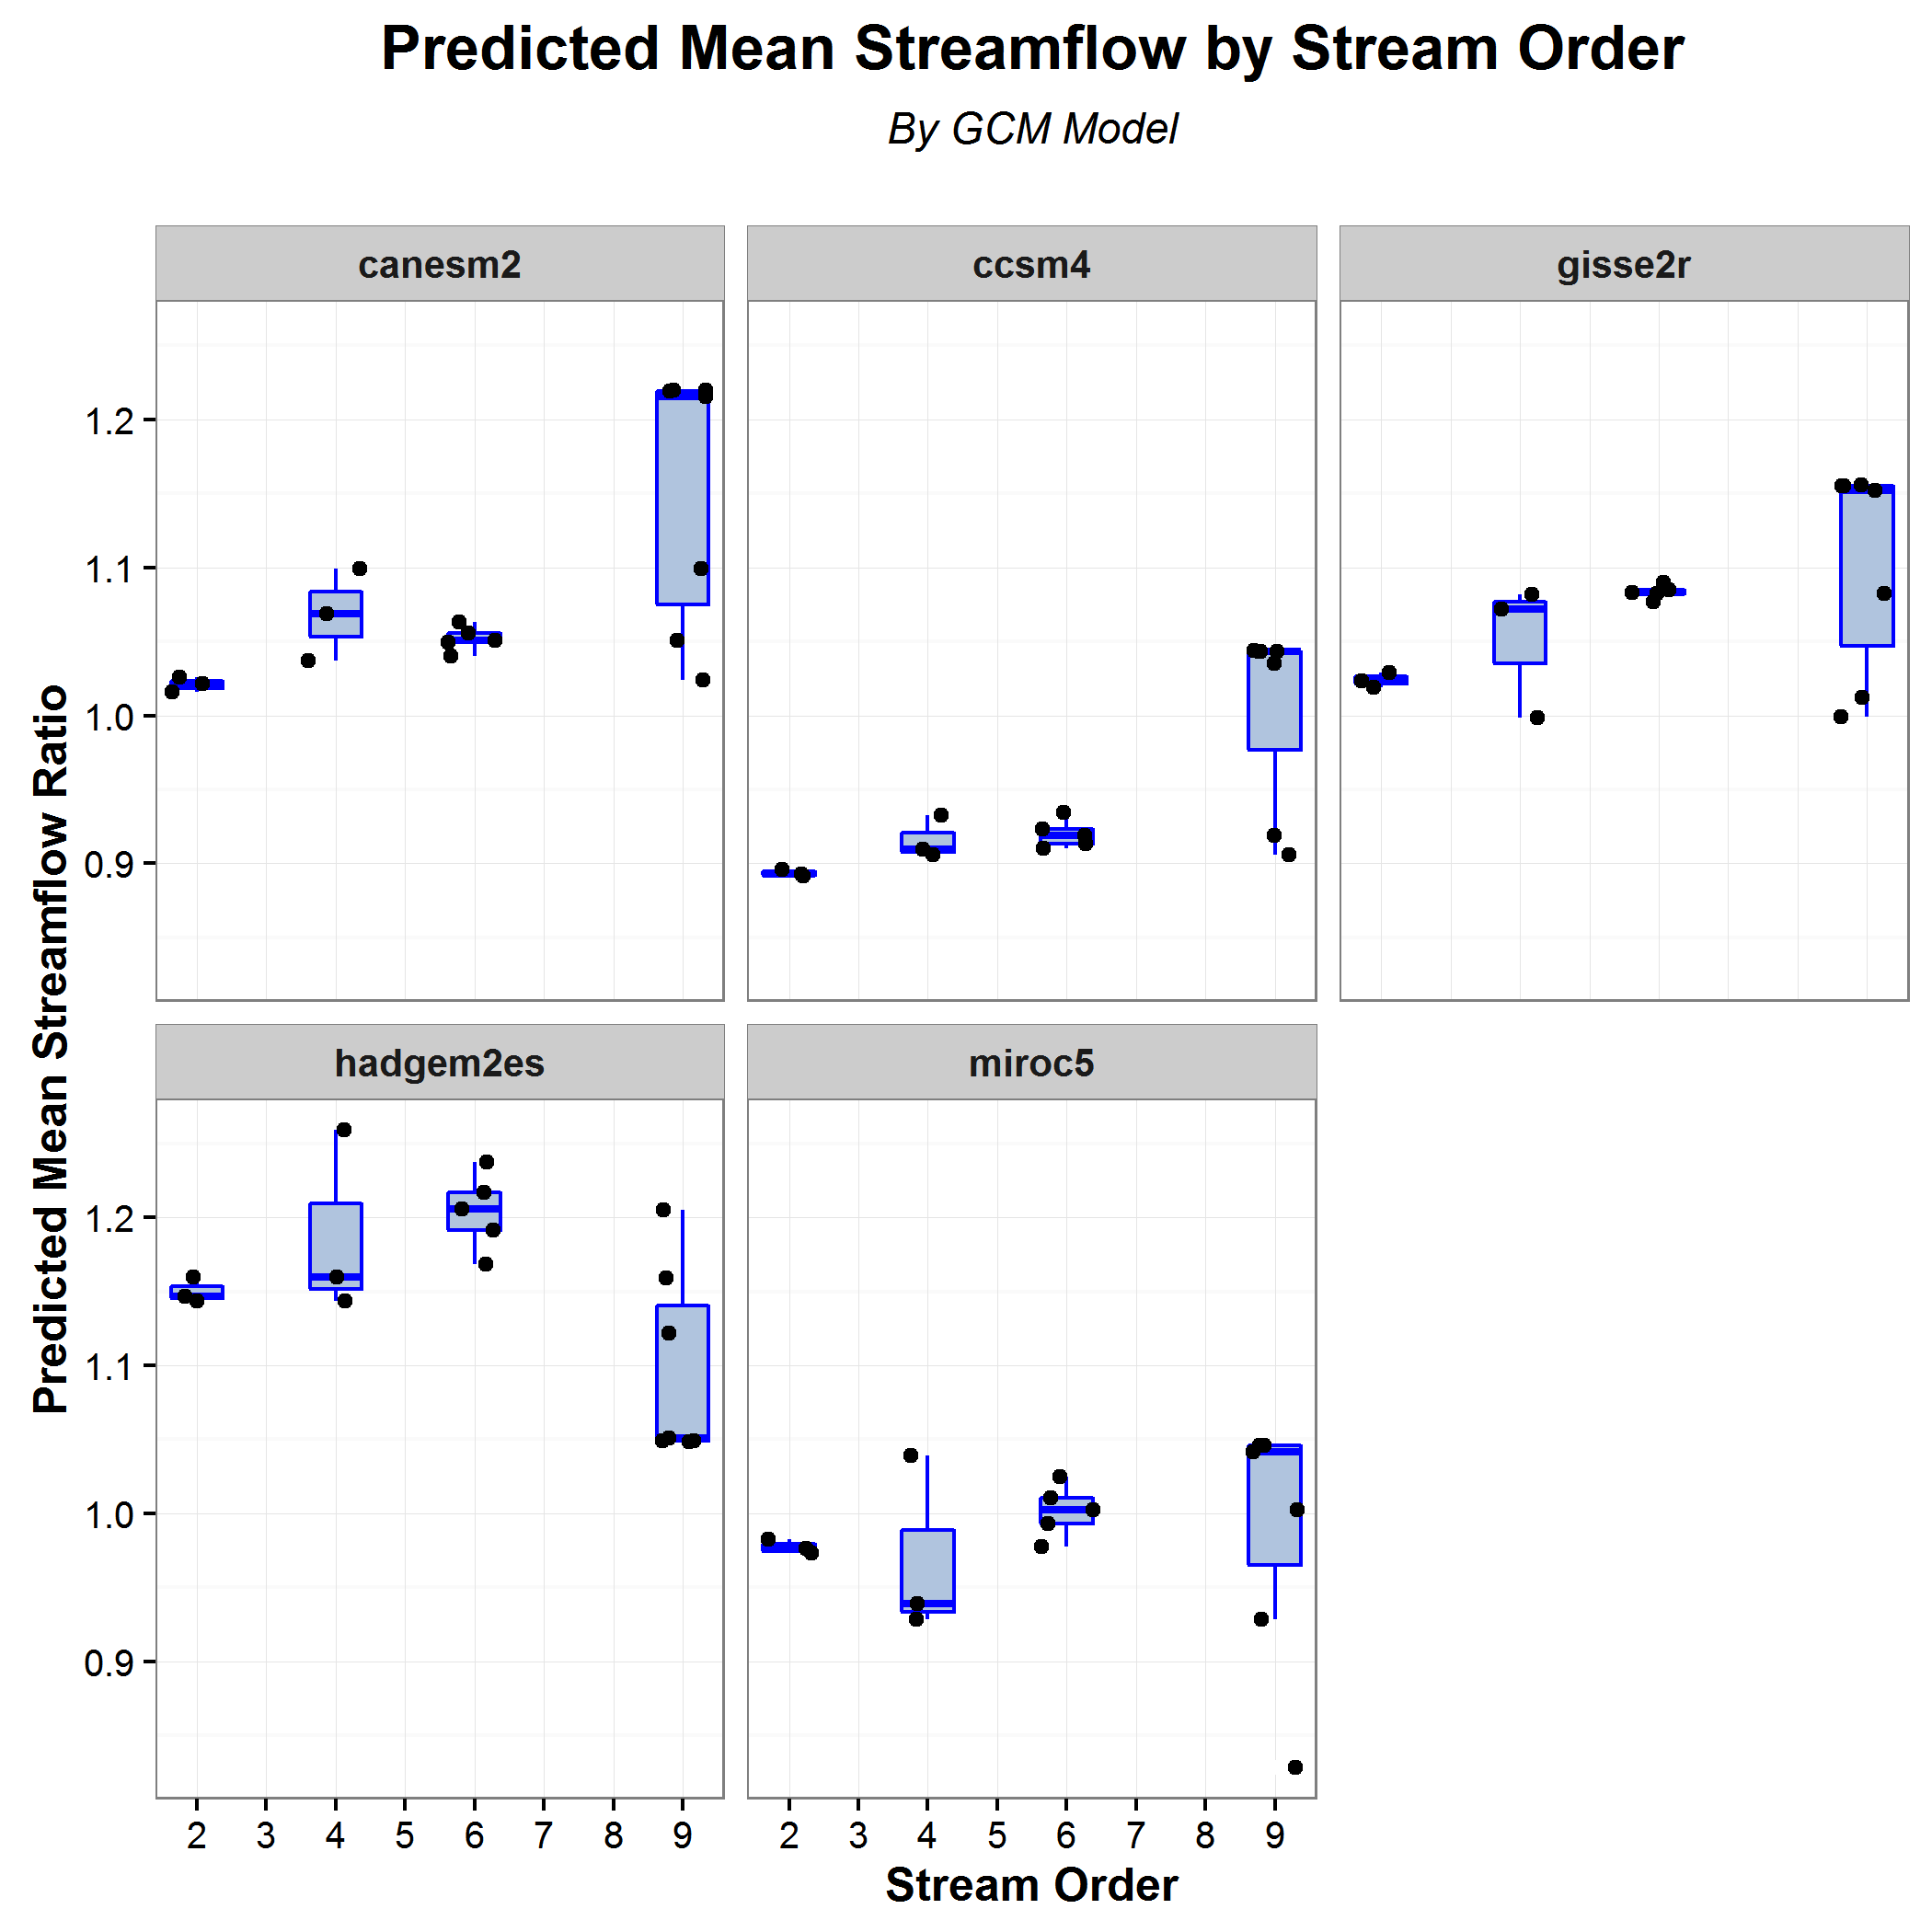 Predicted Mean Streamflow by Stream Order
By GCM Model
canesm2 ccsm4 gisse2r
1.2
1.1
1.0
0.9
Predicted Mean Streamflow Ratio
hadgem2es miroc5
1.2
1.1
1.0
0.9
2 3 4 5 6 7 8 9 2 3 4 5 6 7 8 9
Stream Order